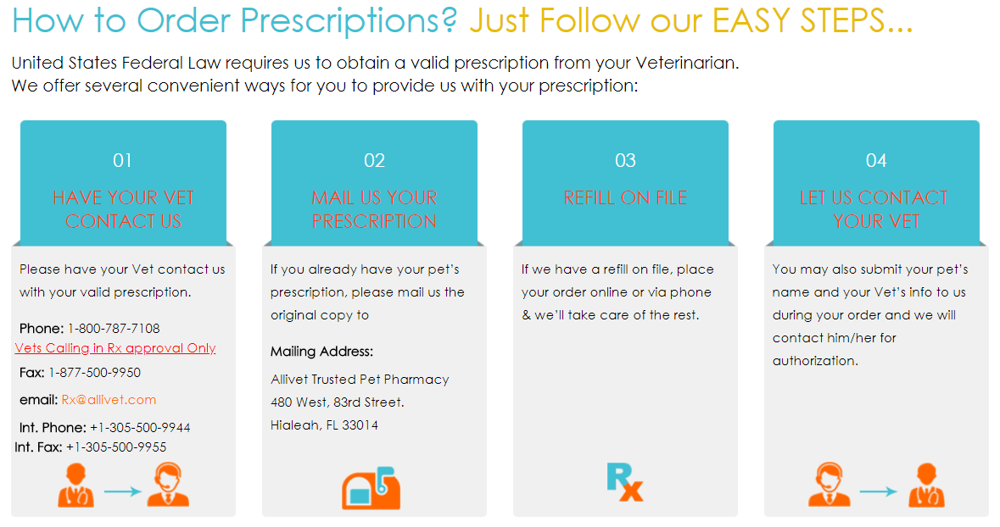 How to Order Prescriptions? Just Follow our EASY STEPS...
United States Federal Law requires us to obtain a valid prescription from your Veterinarian.
We offer several convenient ways for you to provide us with your prescription:
01
HAVE YOUR VET
CONTACT US
Please have your Vet contact us
with your valid prescription.
Phone: 1-800-787-7108
Vets Calling in Rx approval Only
Fax: 1-877-500-9950
email: Rx@allivet.com
Int. Phone: +1-305-500-9944
Int. Fax: +1-305-500-9955
02
MAIL US YOUR
PRESCRIPTION
If you already have your pet's
prescription, please mail us the
original copy to
Mailing Address:
Allivet Trusted Pet Pharmacy
480 West, 83rd Street.
Hialeah, FL 33014
03
REFILL ON FILE
If we have a refill on file, place
your order online or via phone
& we'll take care of the rest.
Rx
04
LET US CONTACT
YOUR VET
You may also submit your pet's
name and your Vet's info to us
during your order and we will
contact him/her for
authorization.